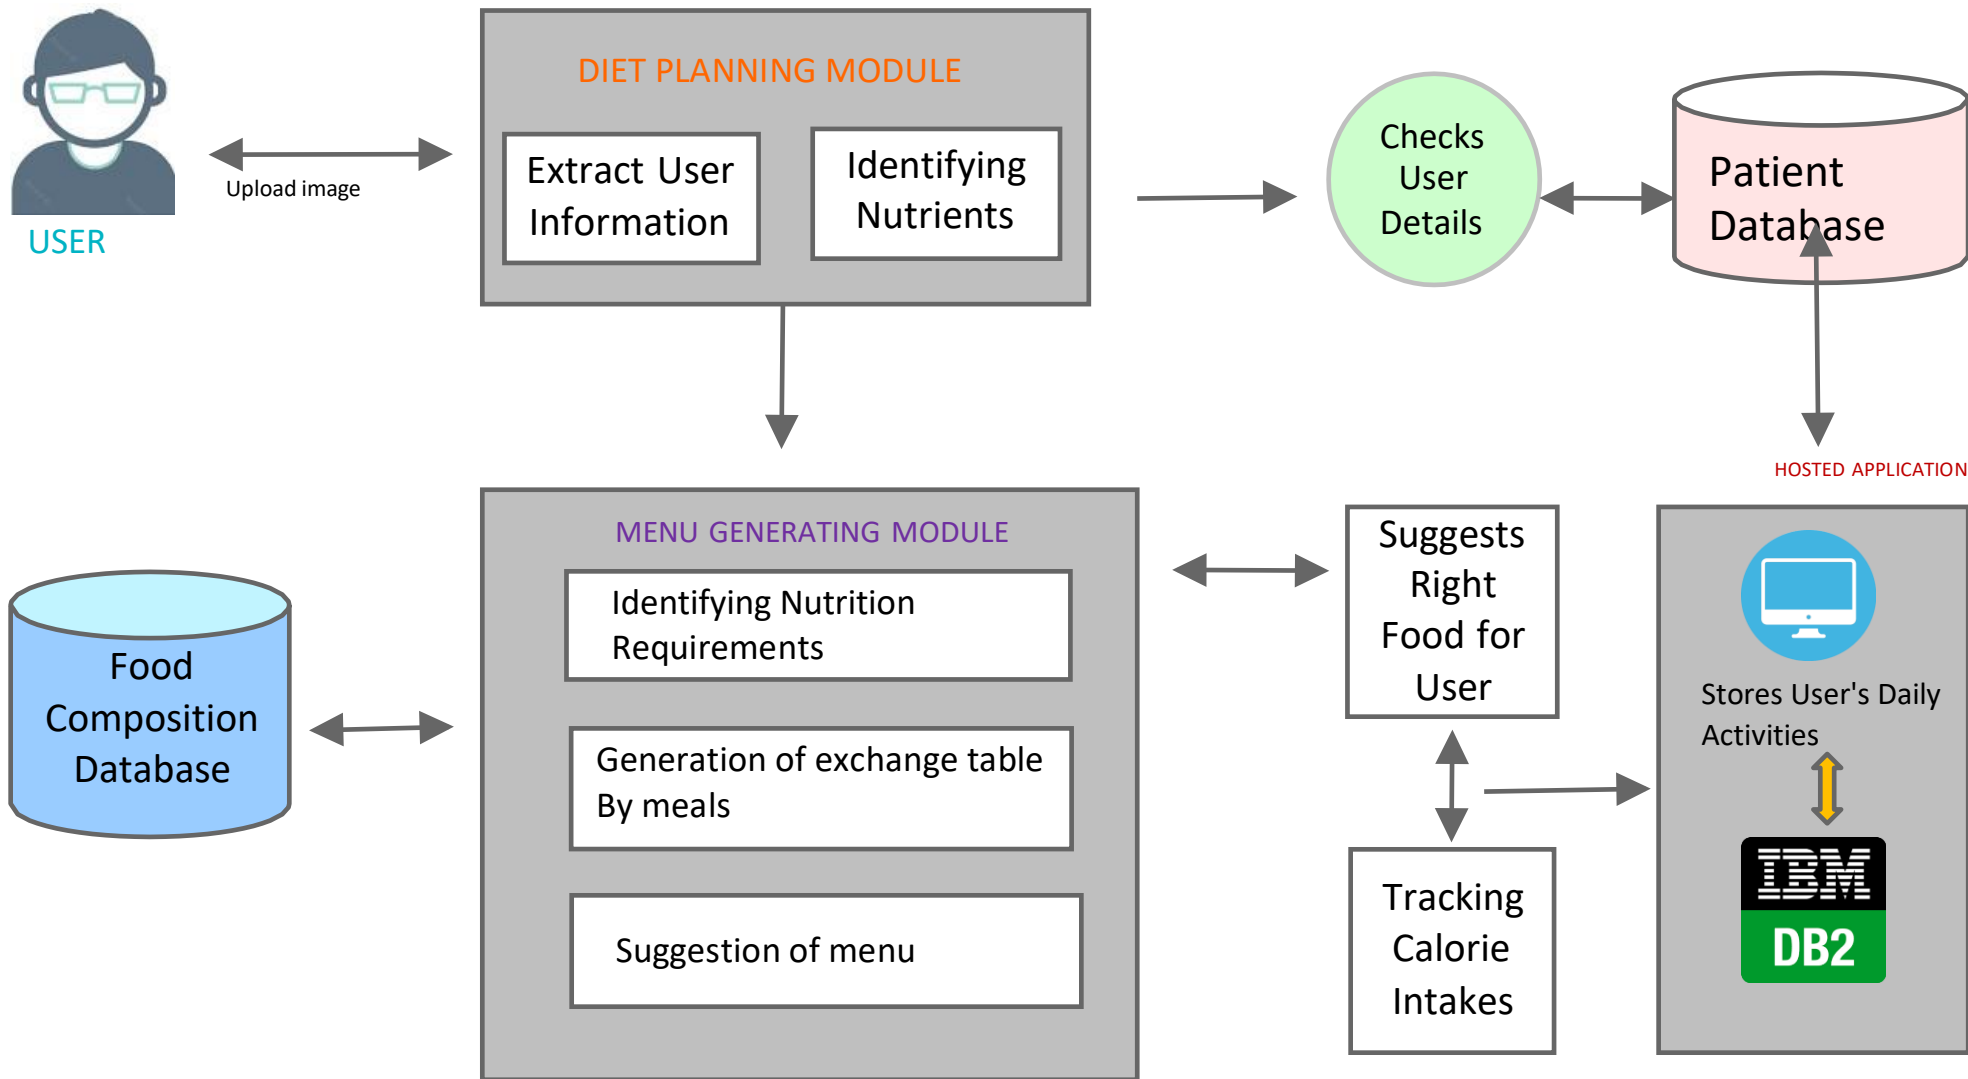 DIET PLANNING MODULE
Extract User
Information
Identifying
Nutrients
Upload image
USER
Checks
User
Details
Patient
Database
HOSTED APPLICATION
MENU GENERATING MODULE
Identifying Nutrition
Requirements
Generation of exchange table
By meals
Suggestion of menu
Food
Composition
Database
Suggests
Right
Food for
User
Tracking
Calorie
Intakes
Stores User's Daily
Activities
IBM
DB2